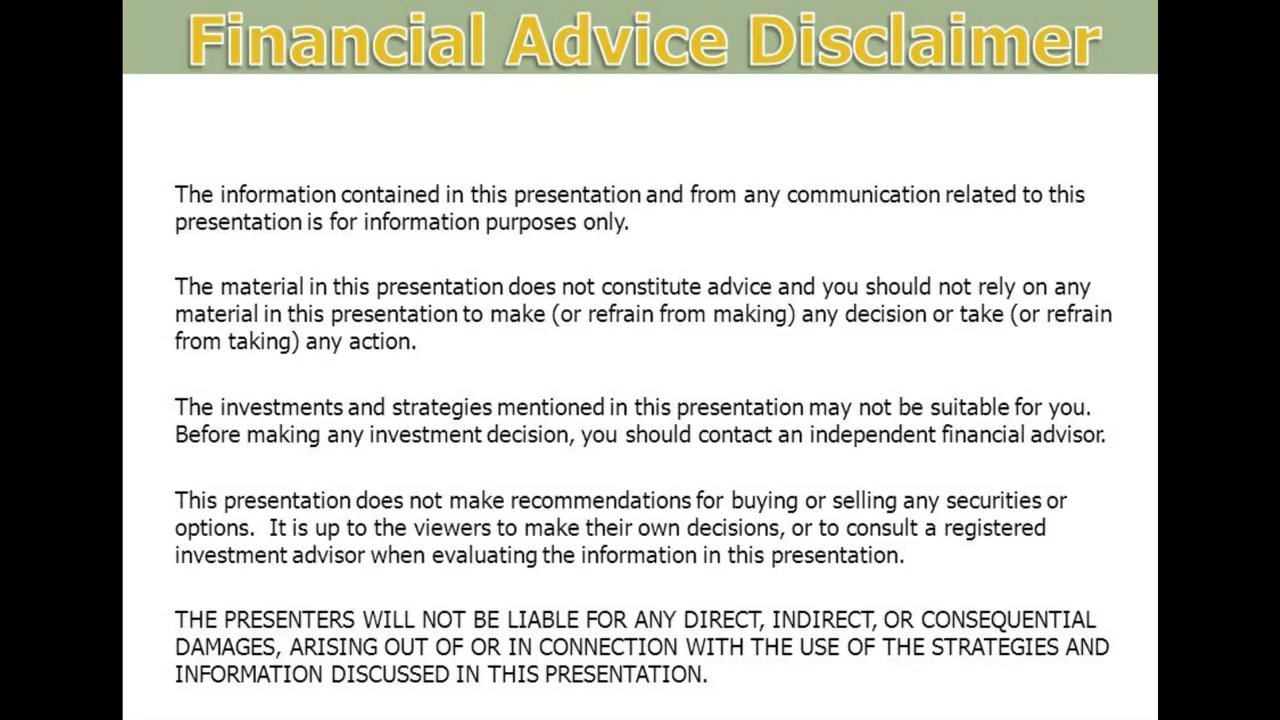 Financial Advice Disclaimer
The information contained in this presentation and from any communication related to this
presentation is for information purposes only.
The material in this presentation does not constitute advice and you should not rely on any
material in this presentation to make (or refrain from making) any decision or take (or refrain
from taking) any action.
The investments and strategies mentioned in this presentation may not be suitable for you.
Before making any investment decision, you should contact an independent financial advisor.
This presentation does not make recommendations for buying or selling any securities or
options.  It is up to the viewers to make their own decisions, or to consult a registered
investment advisor when evaluating the information in this presentation.
THE PRESENTERS WILL NOT BE LIABLE FOR ANY DIRECT, INDIRECT, OR CONSEQUENTIAL
DAMAGES, ARISING OUT OF OR IN CONNECTION WITH THE USE OF THE STRATEGIES AND
INFORMATION DISCUSSED IN THIS PRESENTATION.